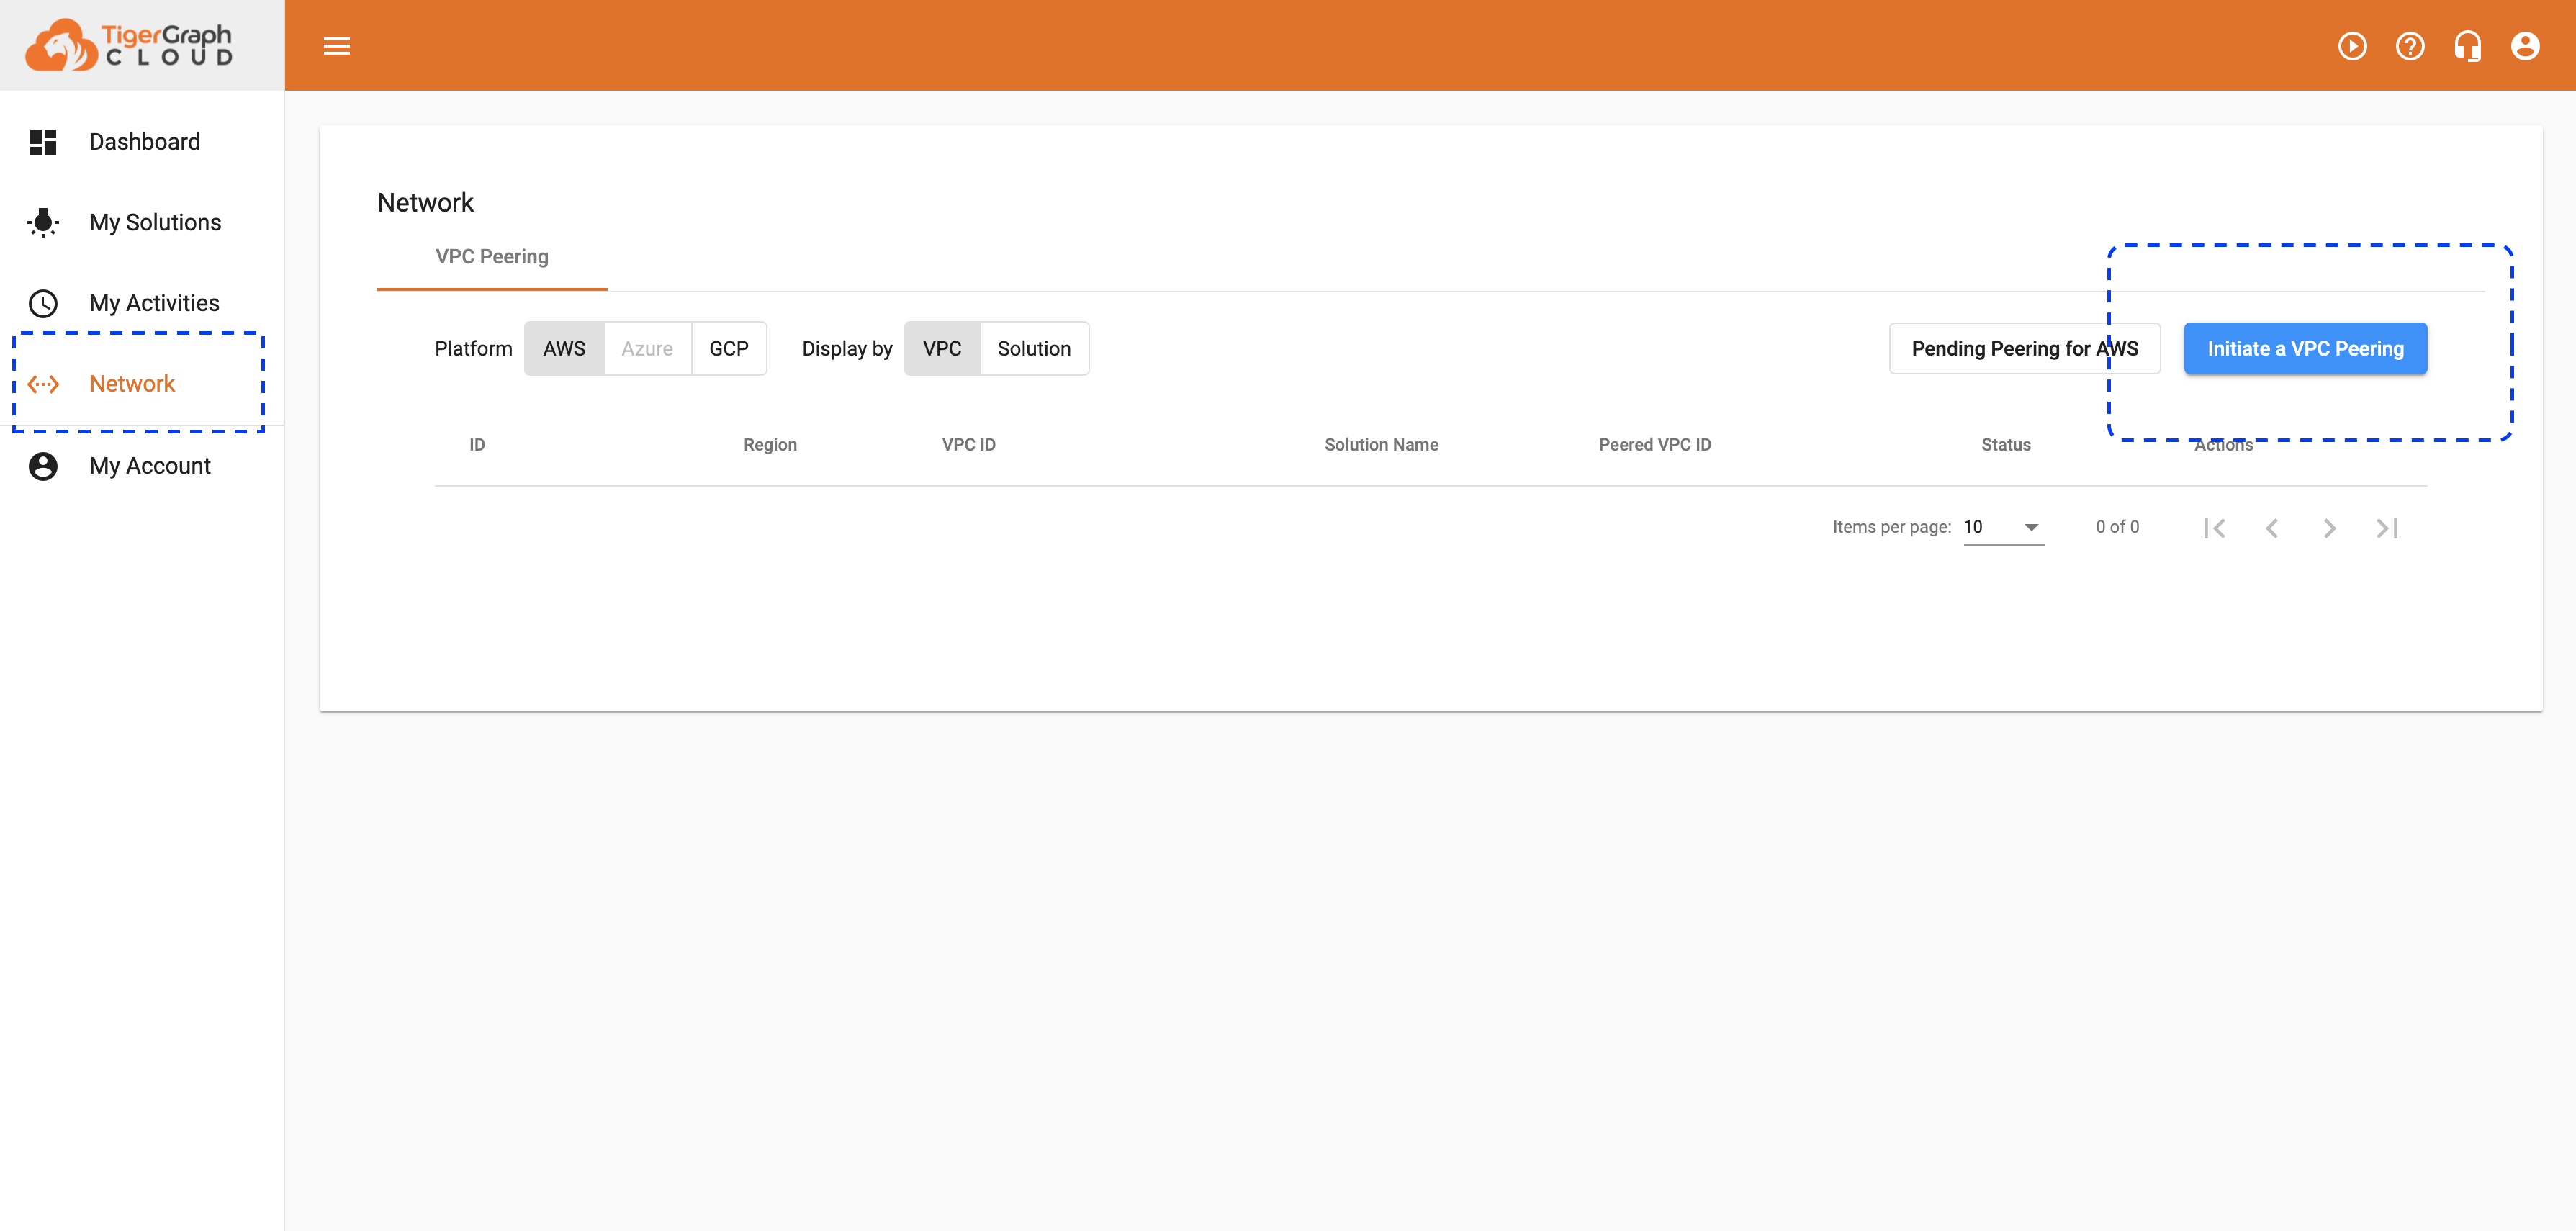 TigerGraph
CLOUD
Dashboard
My Solutions
My Activities
Network
My Account
Network
VPC Peering
Platform AWS Azure GCP Display by VPC Solution Pending Peering for AWS Initiate a VPC Peering
ID Region VPC ID Solution Name Peered VPC ID Status Actions
Items per page: 10 0 of 0